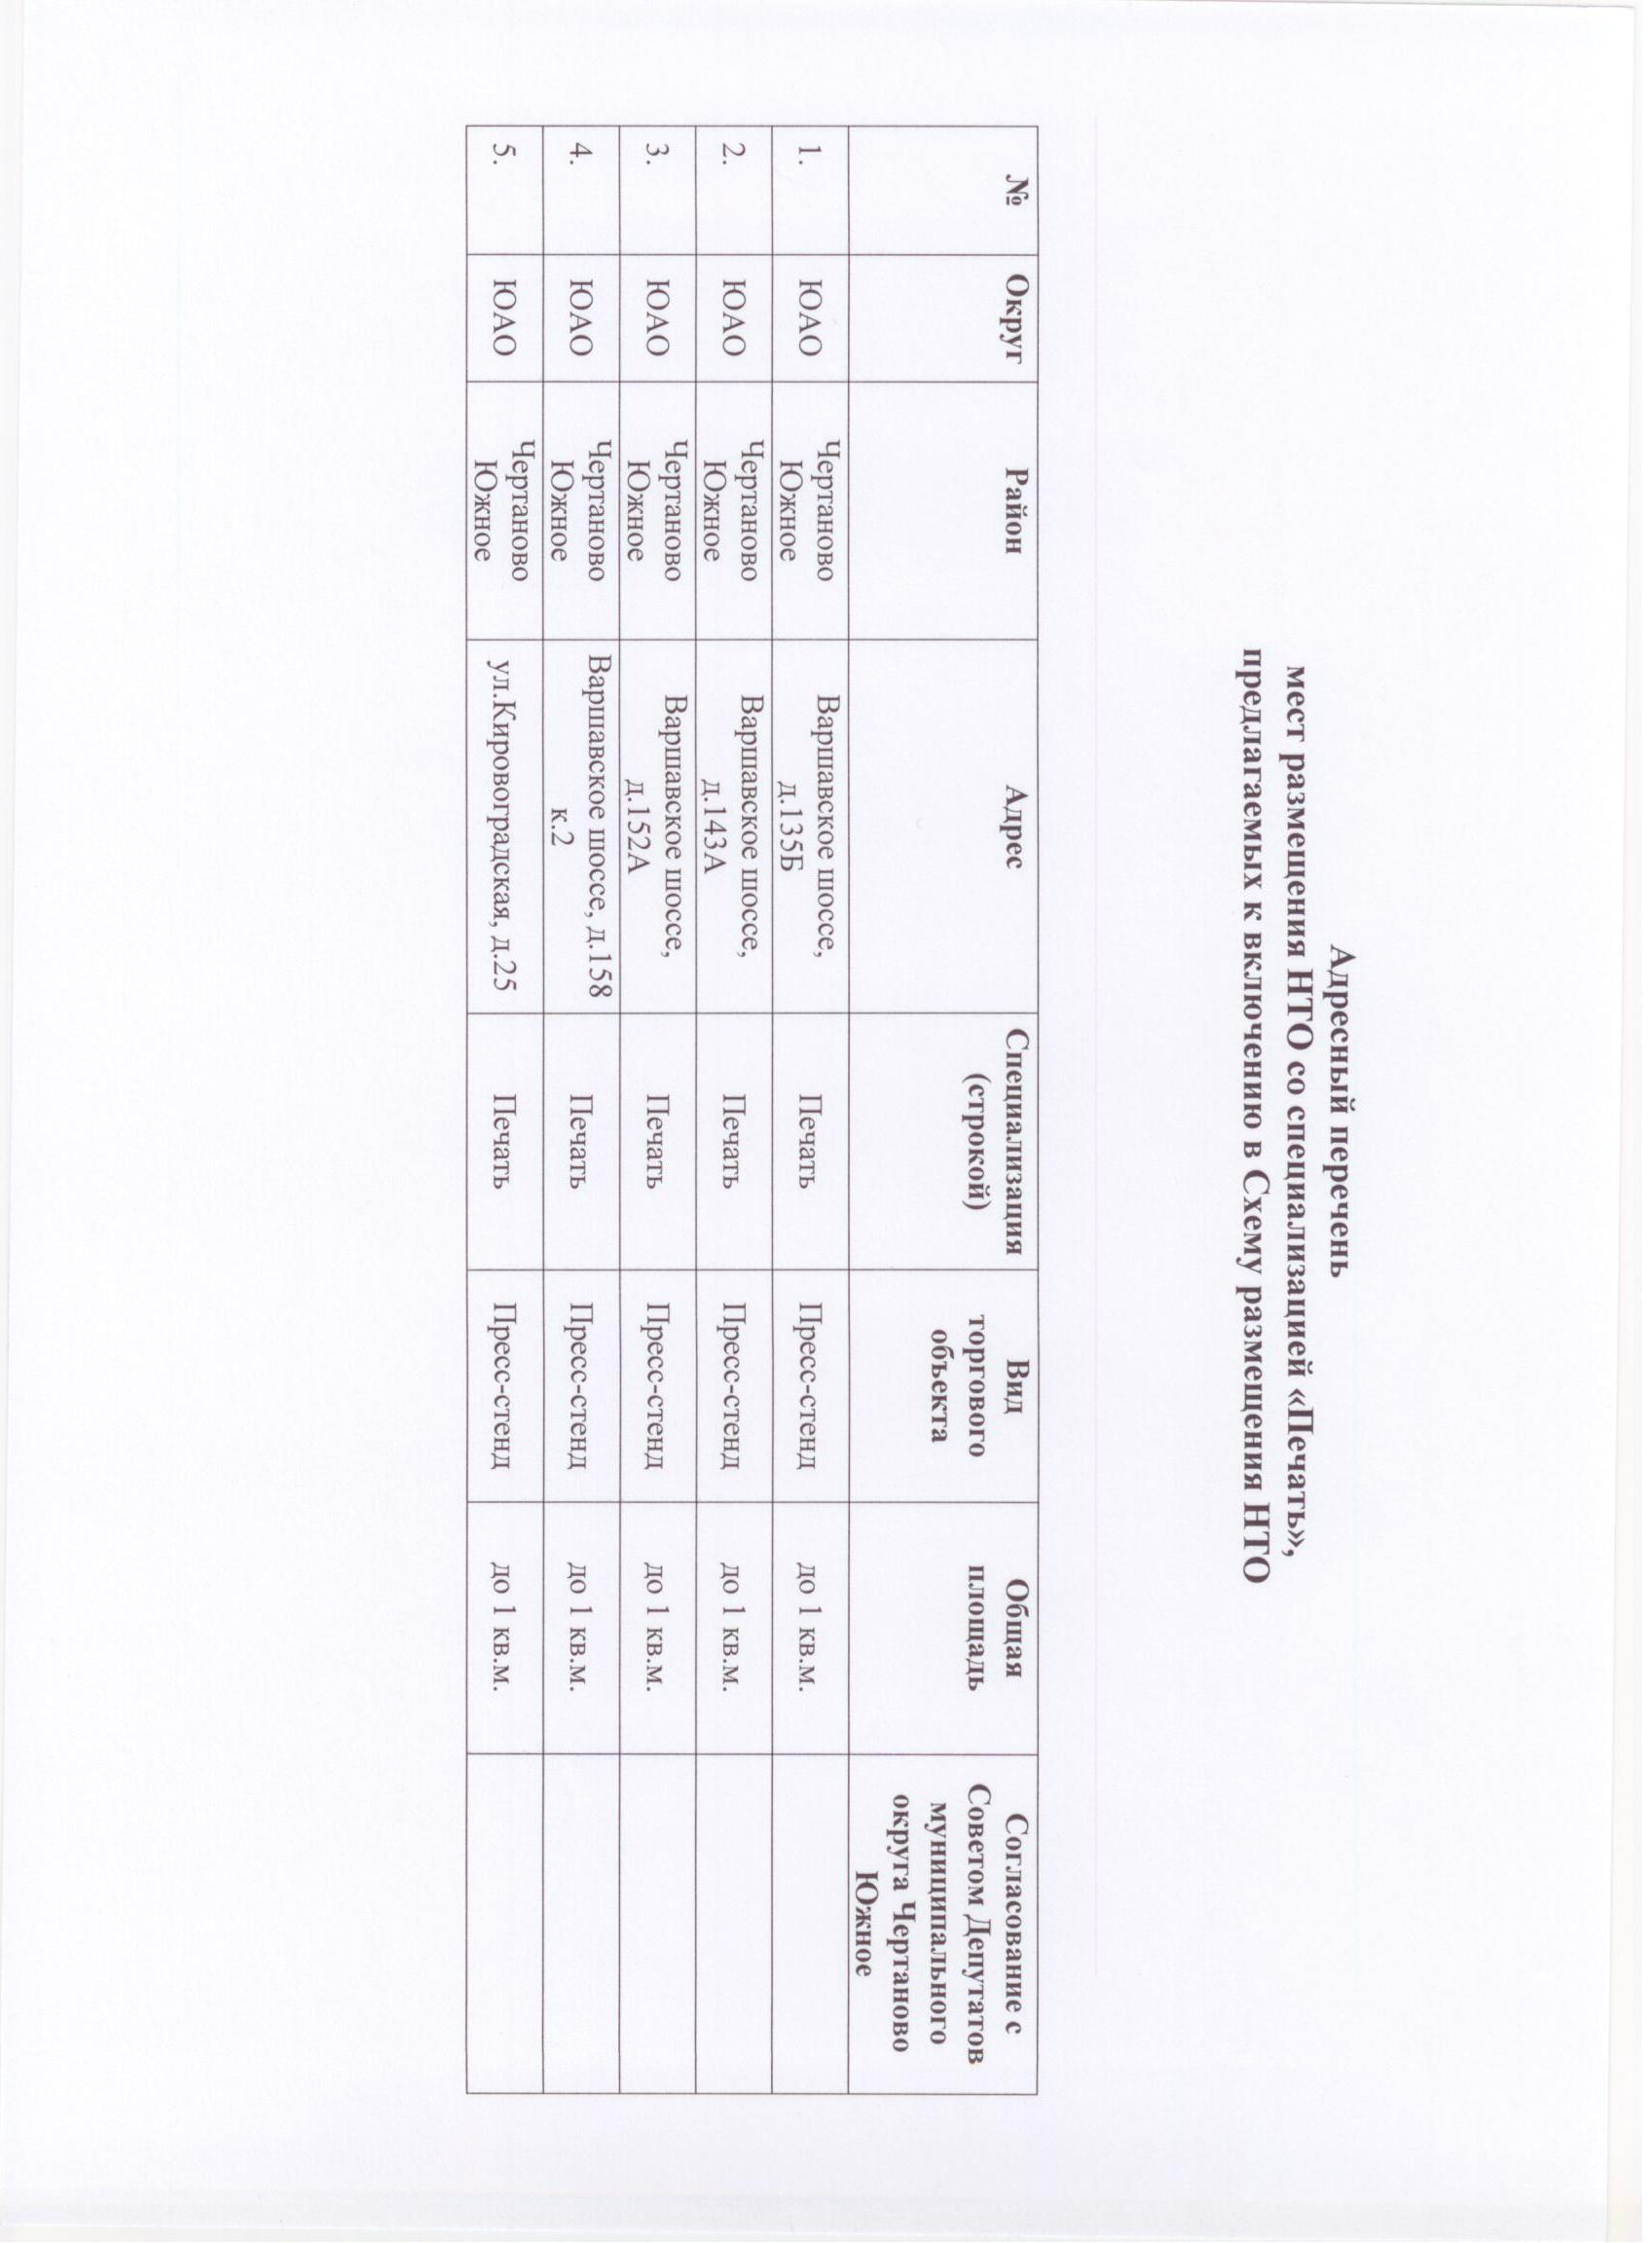 Адресный перечень
мест размещения НТО со специализацией «Печать»,
предлагаемых к включению в Схему размещения НТО
№ Округ Район Адрес Специализация (строкой) Вид торгового объекта Общая площадь Согласование с Советом Депутатов муниципального округа Чертаново Южное
1. ЮАО Чертаново Южное Варшавское шоссе, д.135Б Печать Пресс-стенд до 1 кв.м.
2. ЮАО Чертаново Южное Варшавское шоссе, д.143А Печать Пресс-стенд до 1 кв.м.
3. ЮАО Чертаново Южное Варшавское шоссе, д.152А Печать Пресс-стенд до 1 кв.м.
4. ЮАО Чертаново Южное Варшавское шоссе, д.158 к.2 Печать Пресс-стенд до 1 кв.м.
5. ЮАО Чертаново Южное ул.Кировоградская, д.25 Печать Пресс-стенд до 1 кв.м.